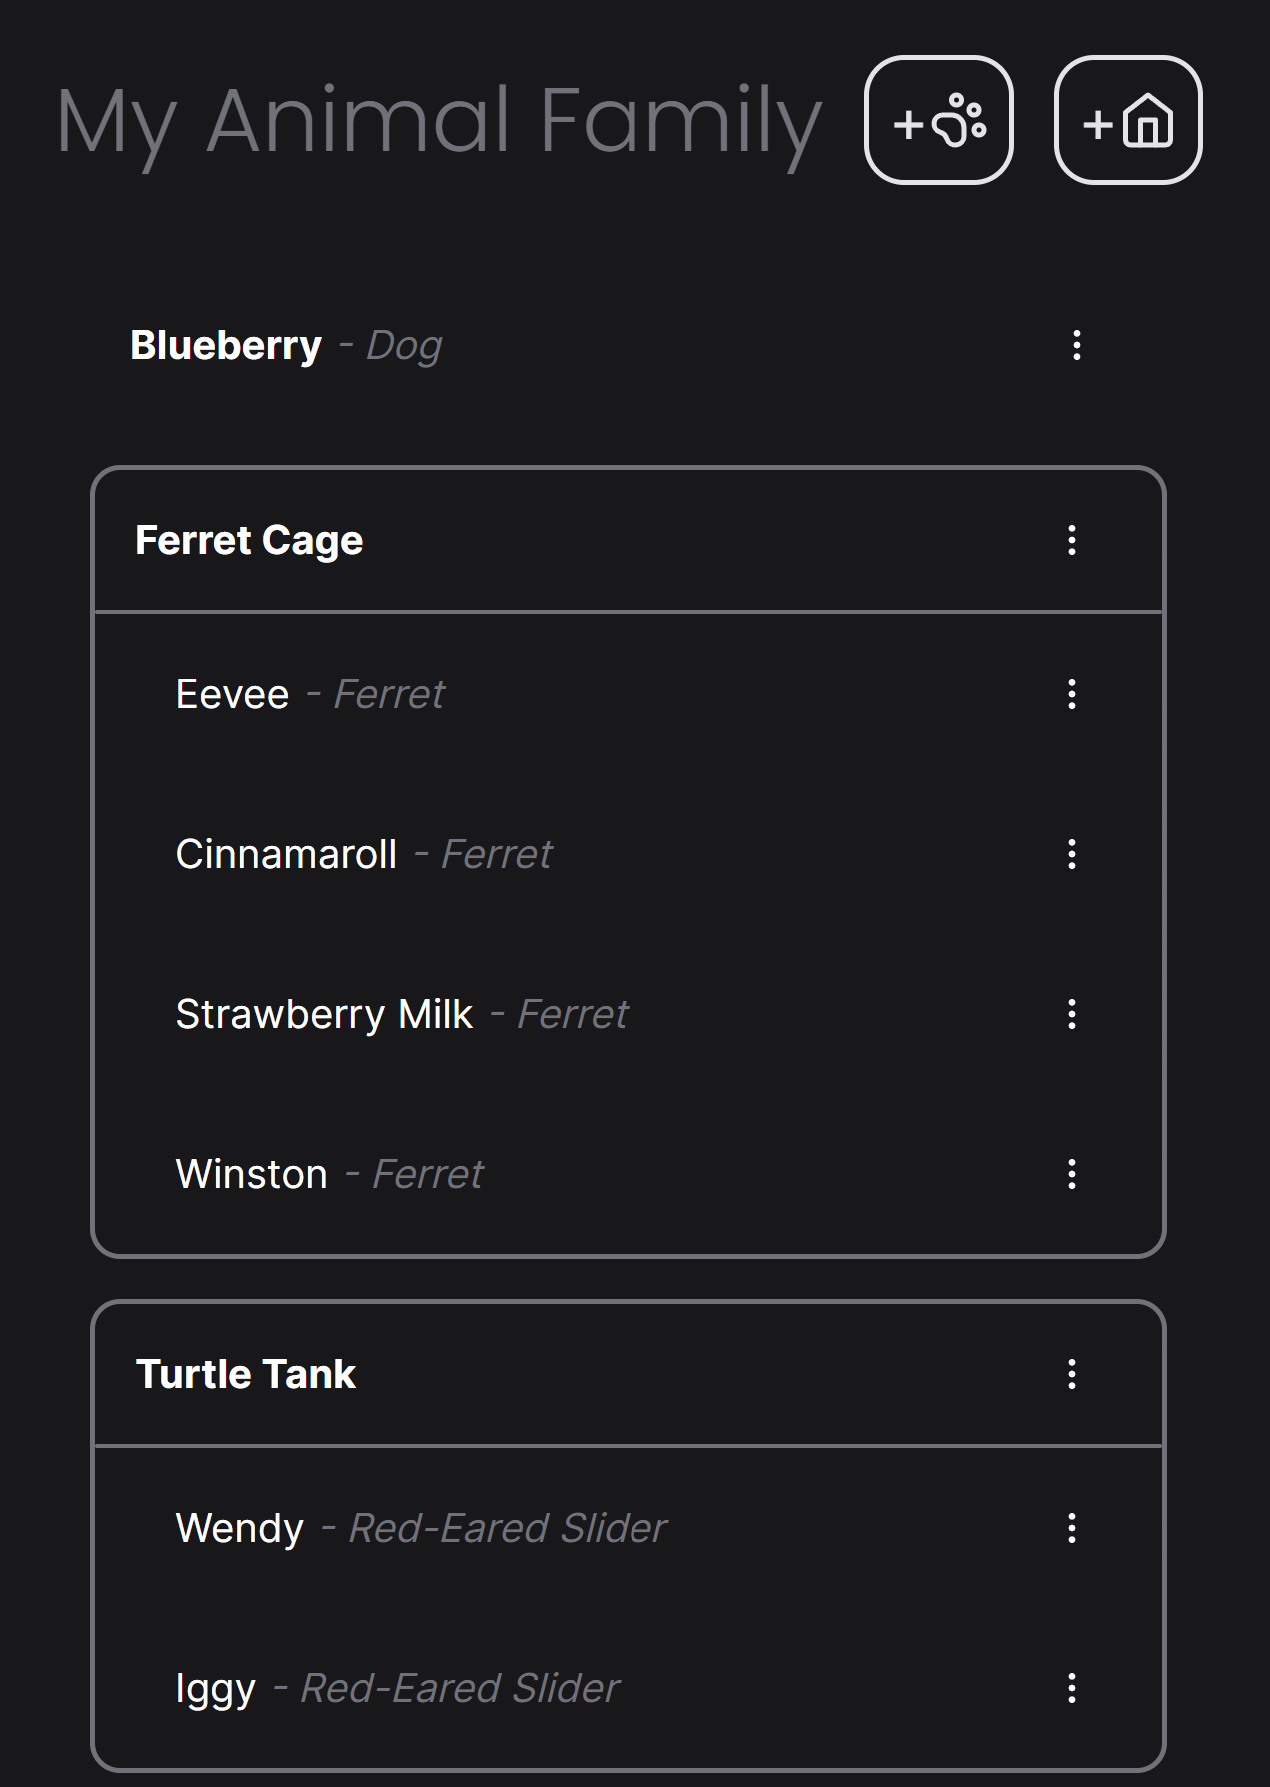 My Animal Family + +
Blueberry - Dog
Ferret Cage
Eevee - Ferret
Cinnamaroll - Ferret
Strawberry Milk - Ferret
Winston - Ferret
Turtle Tank
Wendy - Red-Eared Slider
Iggy - Red-Eared Slider